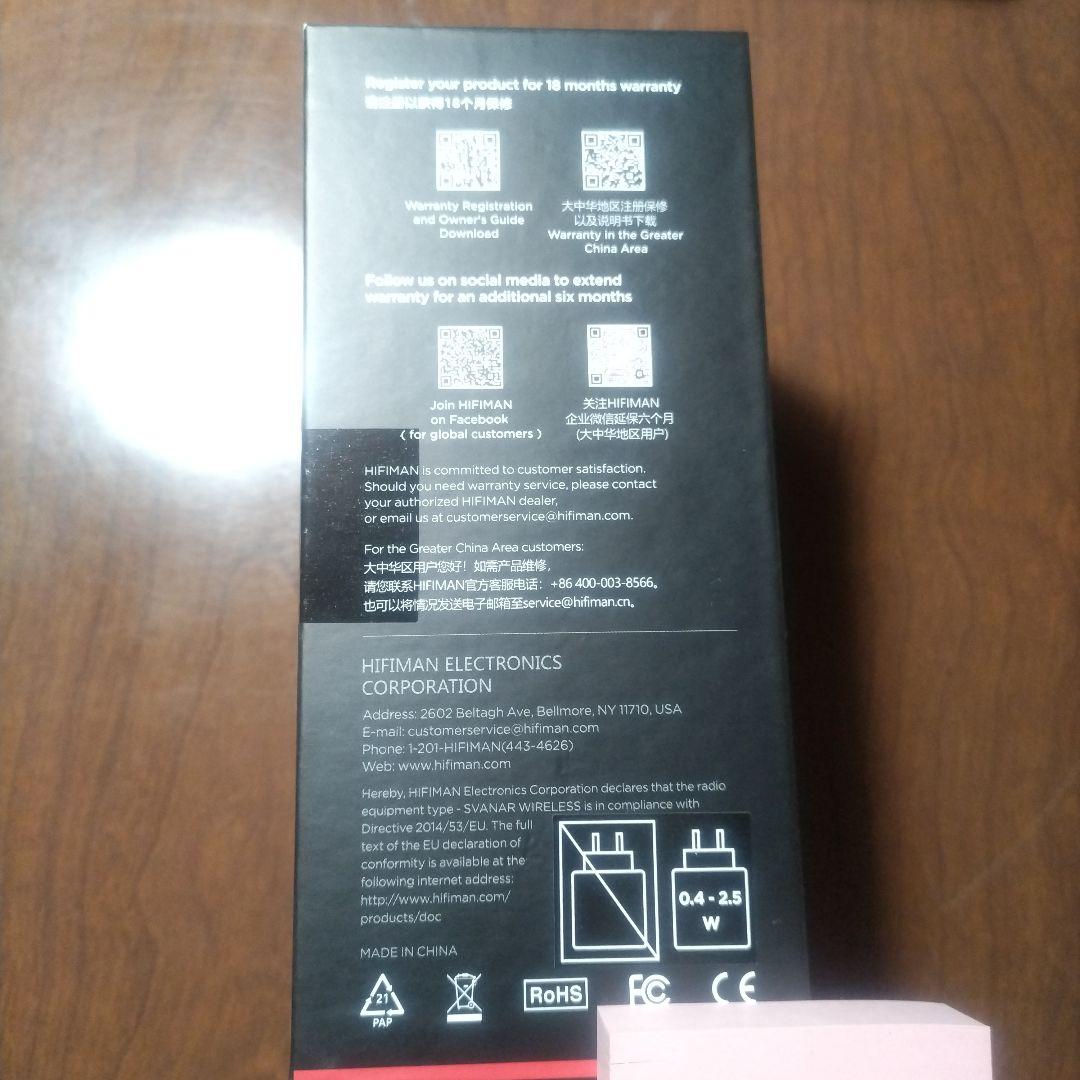 Register your product for 18 months warranty
请注册以获得18个月保修
Warranty Registration
and Owner's Guide
Download
大中华地区注册保修
以及说明书下载
Warranty in the Greater
China Area
Follow us on social media to extend
warranty for an additional six months
Join HIFIMAN
on Facebook
( for global customers )
关注HIFIMAN
企业微信延保六个月
(大中华地区用户)
HIFIMAN is committed to customer satisfaction.
Should you need warranty service, please contact
your authorized HIFIMAN dealer,
or email us at customerservice@hifiman.com.
For the Greater China Area customers:
大中华区用户您好！如需产品维修，
请您联系HIFIMAN官方客服电话：+86 400-003-8566。
也可以将情况发送电子邮箱至service@hifiman.cn。
HIFIMAN ELECTRONICS
CORPORATION
Address: 2602 Beltagh Ave, Bellmore, NY 11710, USA
E-mail: customerservice@hifiman.com
Phone: 1-201-HIFIMAN(443-4626)
Web: www.hifiman.com
Hereby, HIFIMAN Electronics Corporation declares that the radio
equipment type - SVANAR WIRELESS is in compliance with
Directive 2014/53/EU. The full
text of the EU declaration of
conformity is available at the
following internet address:
http://www.hifiman.com/
products/doc
0.4 - 2.5
W
MADE IN CHINA
21
PAP
RoHS
FC
CE